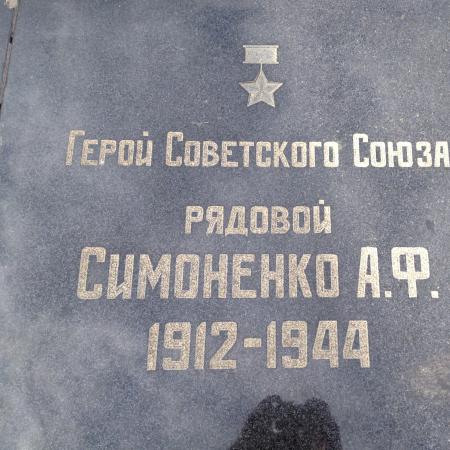 Герой Советского Союза
рядовой
Симоненко А.Ф.
1912-1944